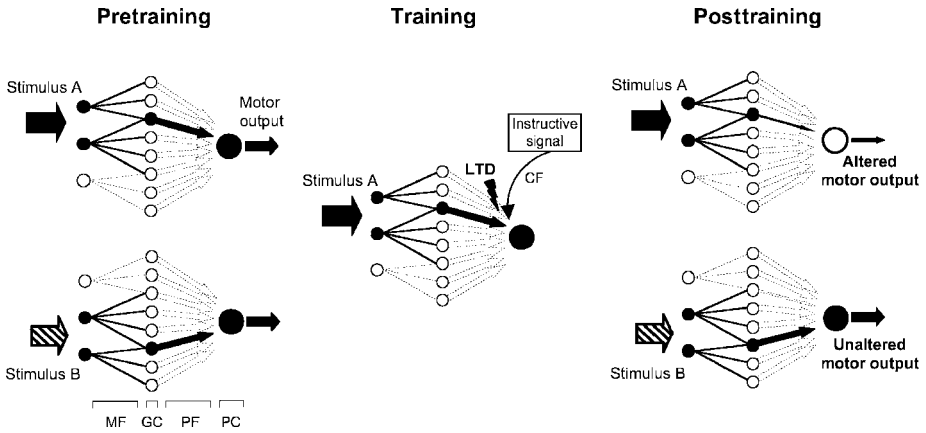 Pretraining
Training
Posttraining
Stimulus A
Motor
output
Stimulus B
MF GC PF PC
Stimulus A
LTD
Instructive
signal
CF
Stimulus A
Altered
motor output
Unaltered
motor output
Stimulus B